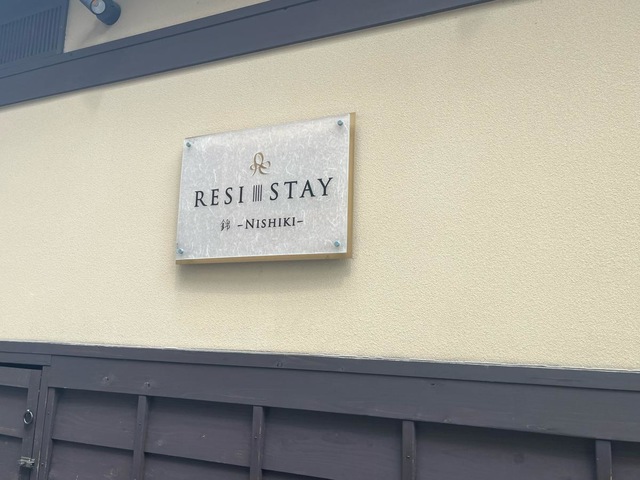 RESI STAY
錦 –NISHIKI–